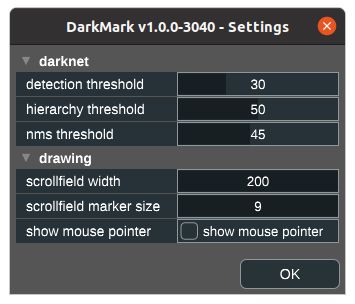 DarkMark v1.0.0-3040 - Settings
darknet
detection threshold 30
hierarchy threshold 50
nms threshold 45
drawing
scrollfield width 200
scrollfield marker size 9
show mouse pointer show mouse pointer
OK